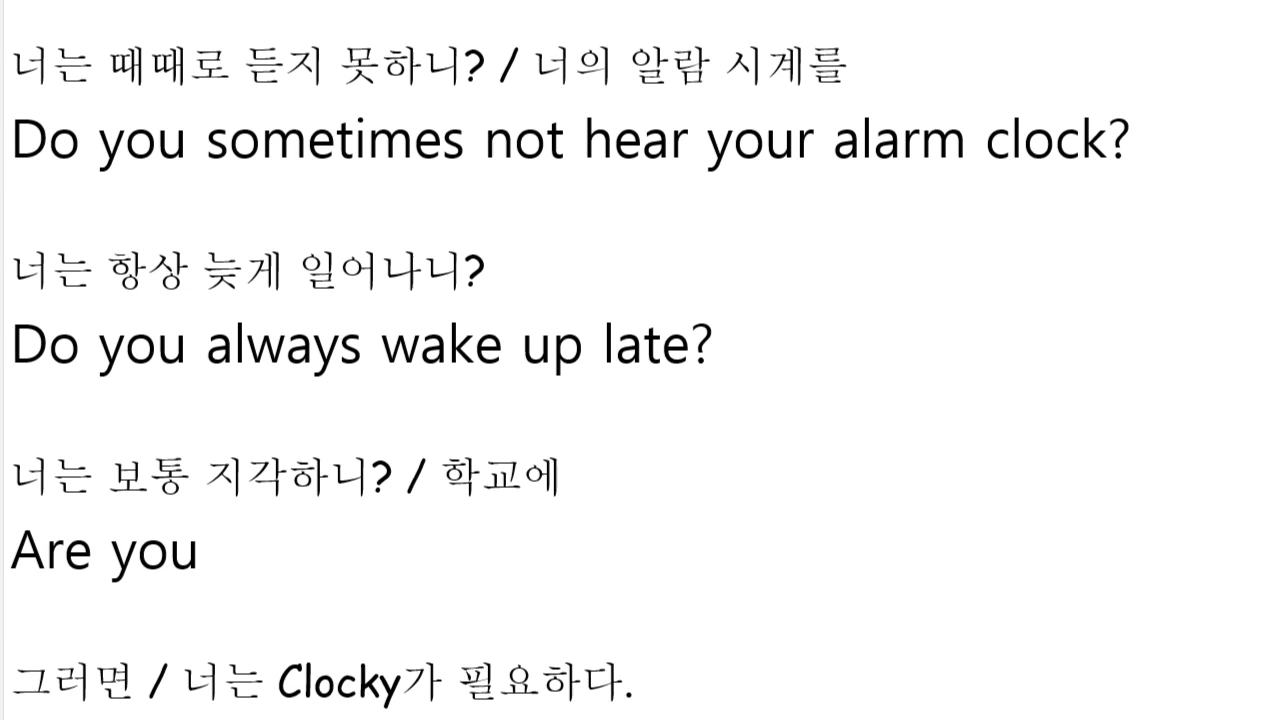 너는 때때로 듣지 못하니? / 너의 알람 시계를
Do you sometimes not hear your alarm clock?
너는 항상 늦게 일어나니?
Do you always wake up late?
너는 보통 지각하니? / 학교에
Are you
그러면 / 너는 Clocky가 필요하다.